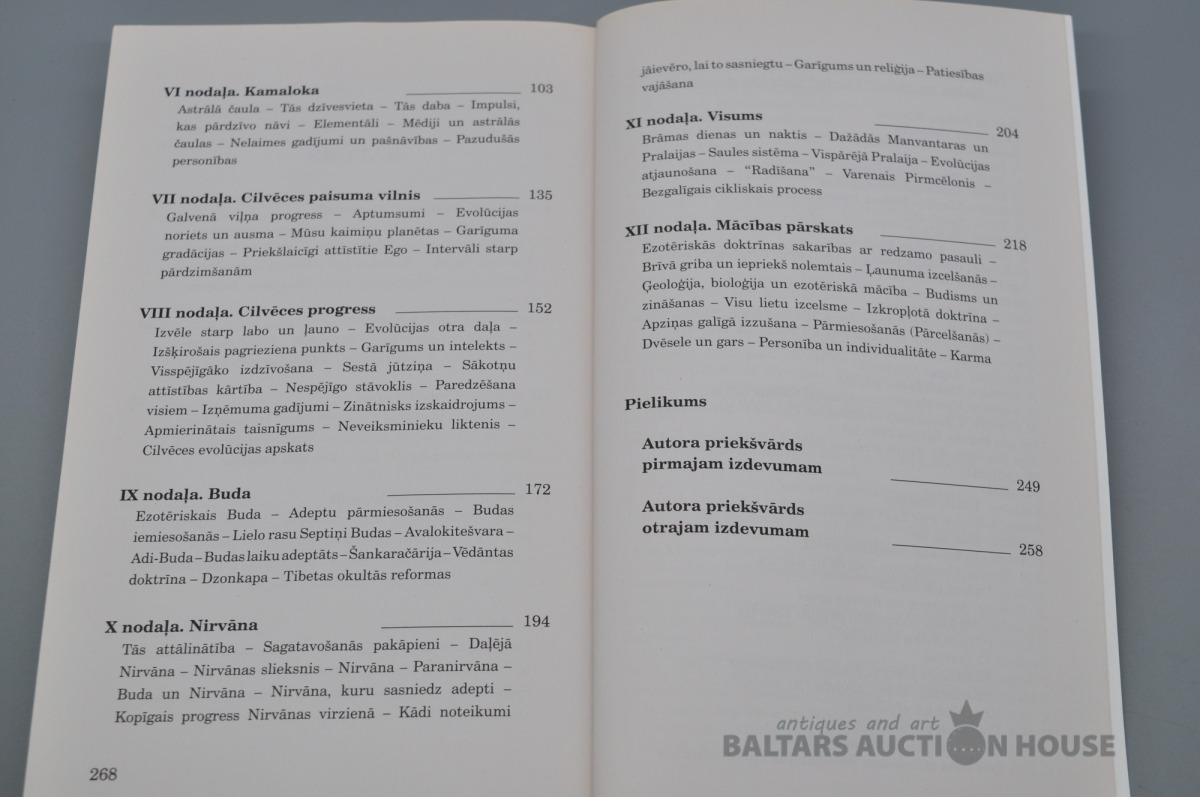 VI nodaļa. Kamaloka 103
Astrālā čaula – Tās dzīvesvieta – Tās daba – Impulsi,
kas pārdzīvo nāvi – Elementāli – Mēdiji un astrālās
čaulas – Nelaimes gadījumi un pašnāvības – Pazudušās
personības
VII nodaļa. Cilvēces paisuma vilnis 135
Galvenā viļņa progress – Aptumsumi – Evolūcijas
noriets un ausma – Mūsu kaimiņu planētas – Garīguma
gradācijas – Priekšlaicīgi attīstītie Ego – Intervāli starp
pārdzimšanām
VIII nodaļa. Cilvēces progress 152
Izvēle starp labo un ļauno – Evolūcijas otra daļa –
Izšķirošais pagrieziena punkts – Garīgums un intelekts –
Visspējīgāko izdzīvošana – Sestā jūtziņa – Sākotņu
attīstības kārtība – Nespējīgo stāvoklis – Paredzēšana
visiem – Izņēmuma gadījumi – Zinātnisks izskaidrojums –
Apmierinātais taisnīgums – Neveiksminieku liktenis –
Cilvēces evolūcijas apskats
IX nodaļa. Buda 172
Ezotēriskais Buda – Adeptu pārmiesošanās – Budas
iemiesošanās – Lielo rasu Septiņi Budas – Avalokitešvara –
Adi-Buda – Budas laiku adeptāts – Šankaračārija – Vēdāntas
doktrīna – Dzonkapa – Tibetas okultās reformas
X nodaļa. Nirvāna 194
Tās attālinātība – Sagatavošanās pakāpieni – Daļējā
Nirvāna – Nirvānas slieksnis – Nirvāna – Paranirvāna –
Buda un Nirvāna – Nirvāna, kuru sasniedz adepti –
Kopīgais progress Nirvānas virzienā – Kādi noteikumi
268
jāievēro, lai to sasniegtu – Garīgums un reliģija – Patiesības
vajāšana
XI nodaļa. Visums 204
Brāmas dienas un naktis – Dažādās Manvantaras un
Pralaijas – Saules sistēma – Vispārējā Pralaija – Evolūcijas
atjaunošana – “Radīšana” – Varenais Pirmcēlonis –
Bezgalīgais cikliskais process
XII nodaļa. Mācības pārskats 218
Ezotēriskās doktrīnas sakarības ar redzamo pasauli –
Brīvā griba un iepriekš nolemtais – Ļaunuma izcelšanās –
Ģeoloģija, bioloģija un ezotēriskā mācība – Budisms un
zināšanas – Visu lietu izcelsme – Izkropļotā doktrīna –
Apziņas galīgā izzušana – Pārmiesošanās (Pārcelšanās) –
Dvēsele un gars – Personība un individualitāte – Karma
Pielikums
Autora priekšvārds
pirmajam izdevumam 249
Autora priekšvārds
otrajam izdevumam 258
antiques and art
BALTARS AUCTION HOUSE